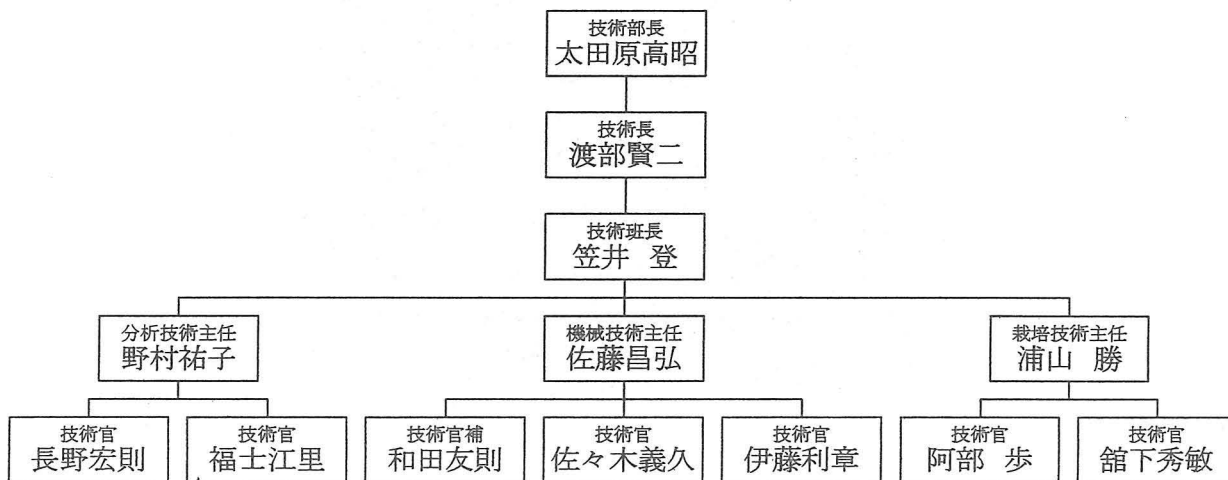 技術部長
太田原高昭
技術長
渡部賢二
技術班長
笠井 登
分析技術主任
野村祐子
機械技術主任
佐藤昌弘
栽培技術主任
浦山 勝
技術官
長野宏則
技術官
福士江里
技術官補
和田友則
技術官
佐々木義久
技術官
伊藤利章
技術官
阿部 歩
技術官
舘下秀敏